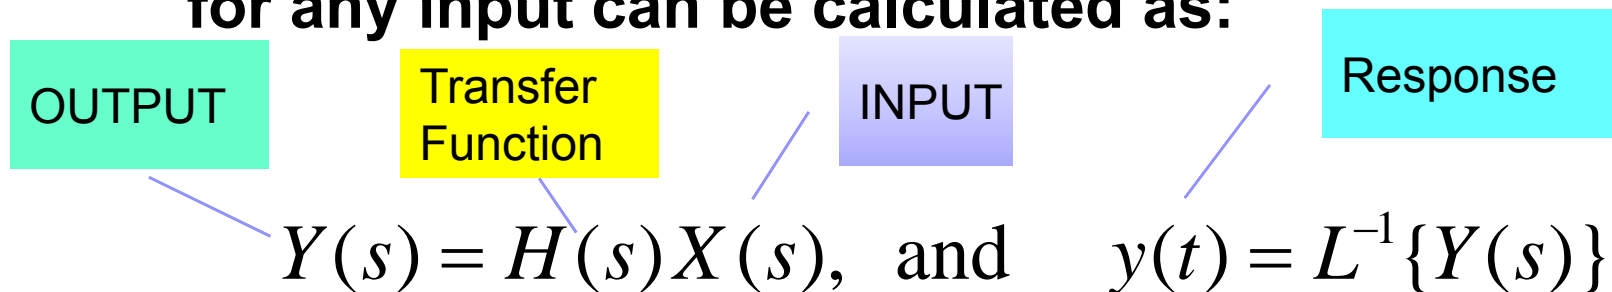 for any input can be calculated as:
OUTPUT
Transfer
Function
INPUT
Response
Y(s) = H(s)X(s), and y(t) = L⁻¹{Y(s)}